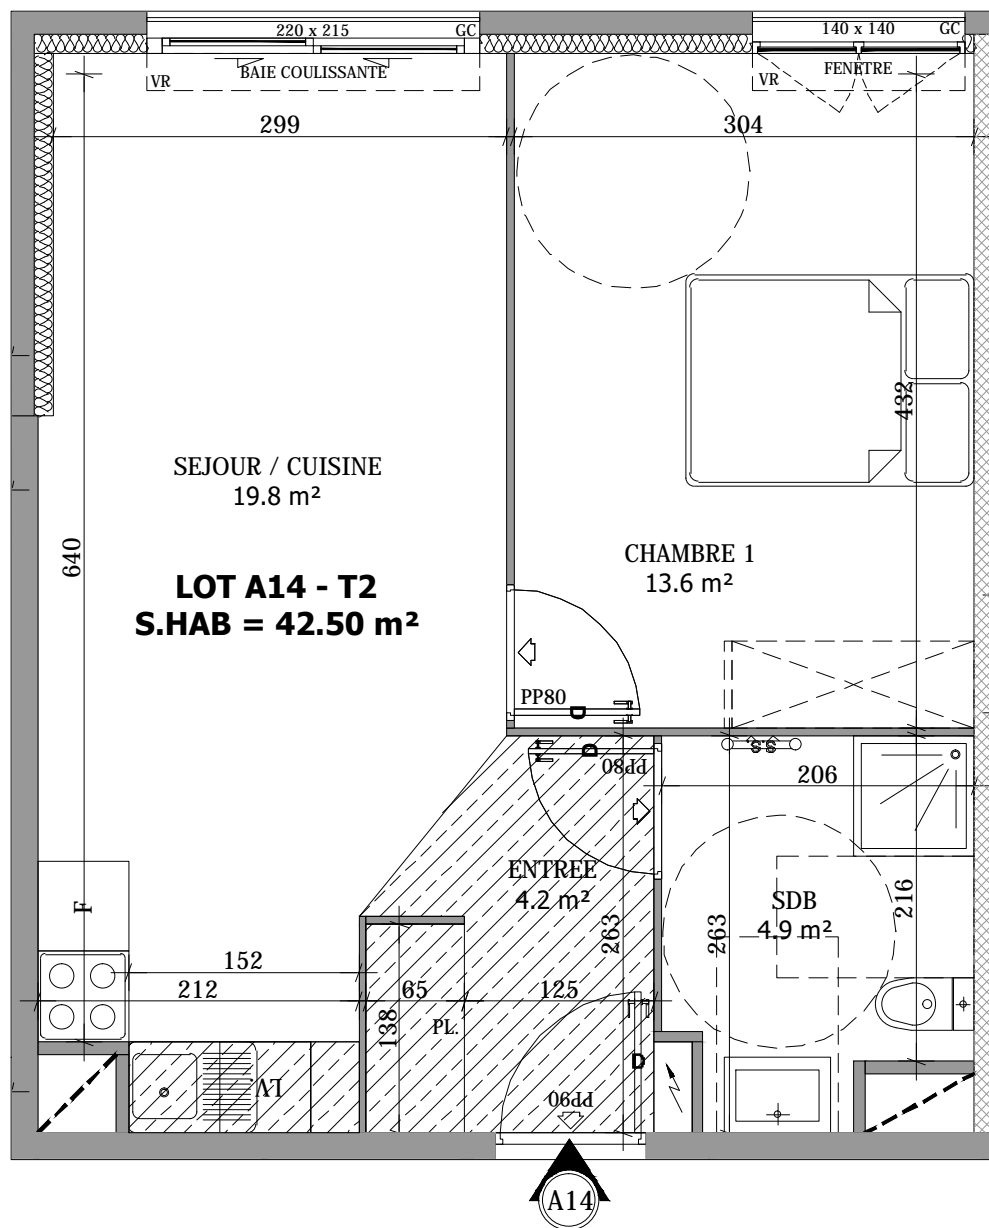 220 x 215 GC
140 x 140 GC
VR BAIE COULISSANTE
VR FENETRE
299
304
432
SEJOUR / CUISINE
19.8 m²
640
LOT A14 - T2
S.HAB = 42.50 m²
CHAMBRE 1
13.6 m²
PP80
PP80
S.S.
206
ENTREE
4.2 m²
SDB
4.9 m²
216
263
263
F
152
212
65
125
138
PL.
LV
PP90
A14